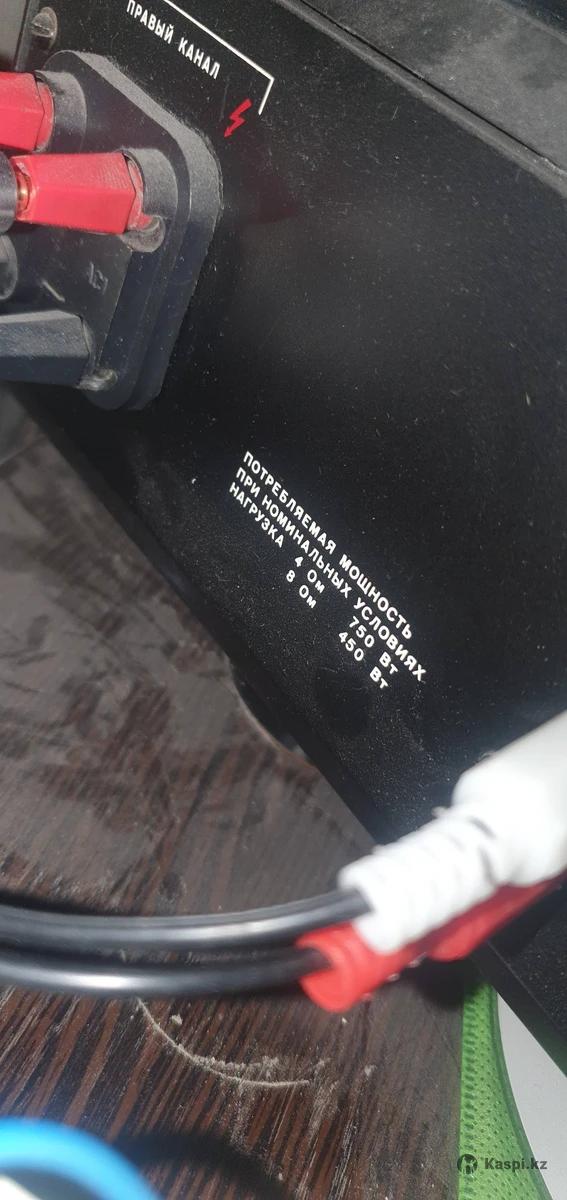 ПРАВЫЙ КАНАЛ
ПОТРЕБЛЯЕМАЯ МОЩНОСТЬ
ПРИ НОМИНАЛЬНЫХ УСЛОВИЯХ
НАГРУЗКА 4 Ом 750 Вт
8 Ом 450 Вт
Kaspi.kz